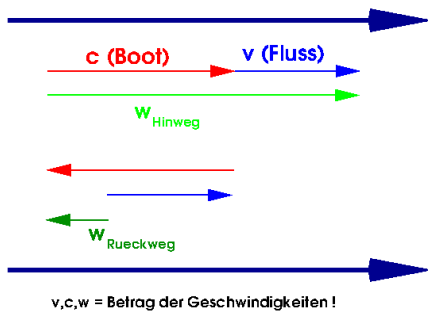 c (Boot) v (Fluss)
w Hinweg
w Rueckweg
v,c,w = Betrag der Geschwindigkeiten !